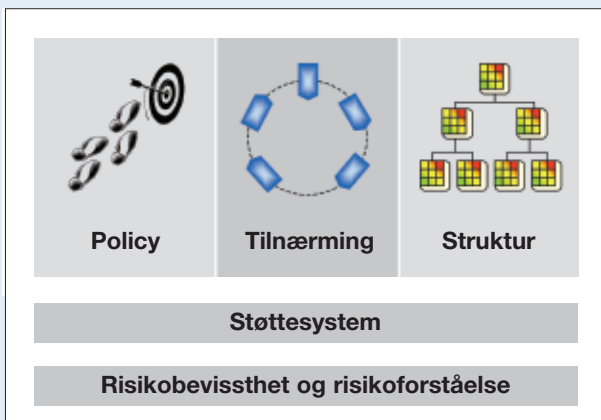 Policy
Tilnærming
Struktur
Støttesystem
Risikobevissthet og risikoforståelse